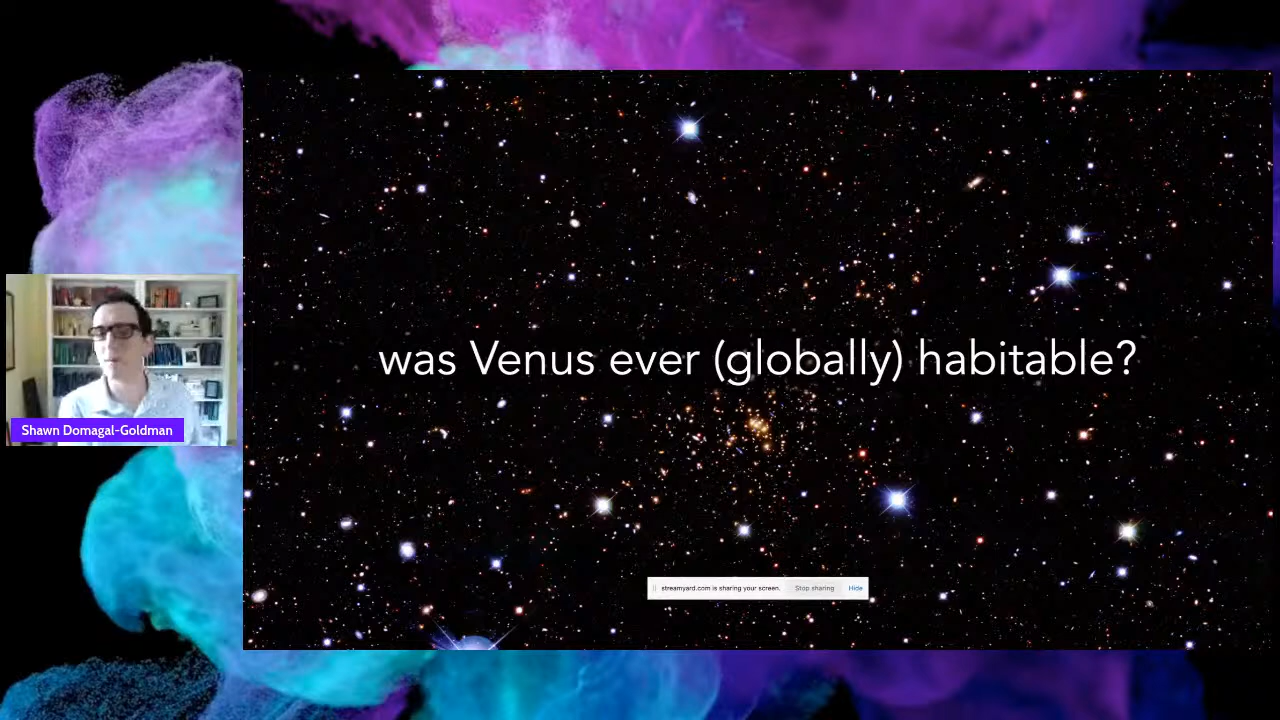 was Venus ever (globally) habitable?
Shawn Domagal-Goldman
streamyard.com is sharing your screen. Stop sharing Hide